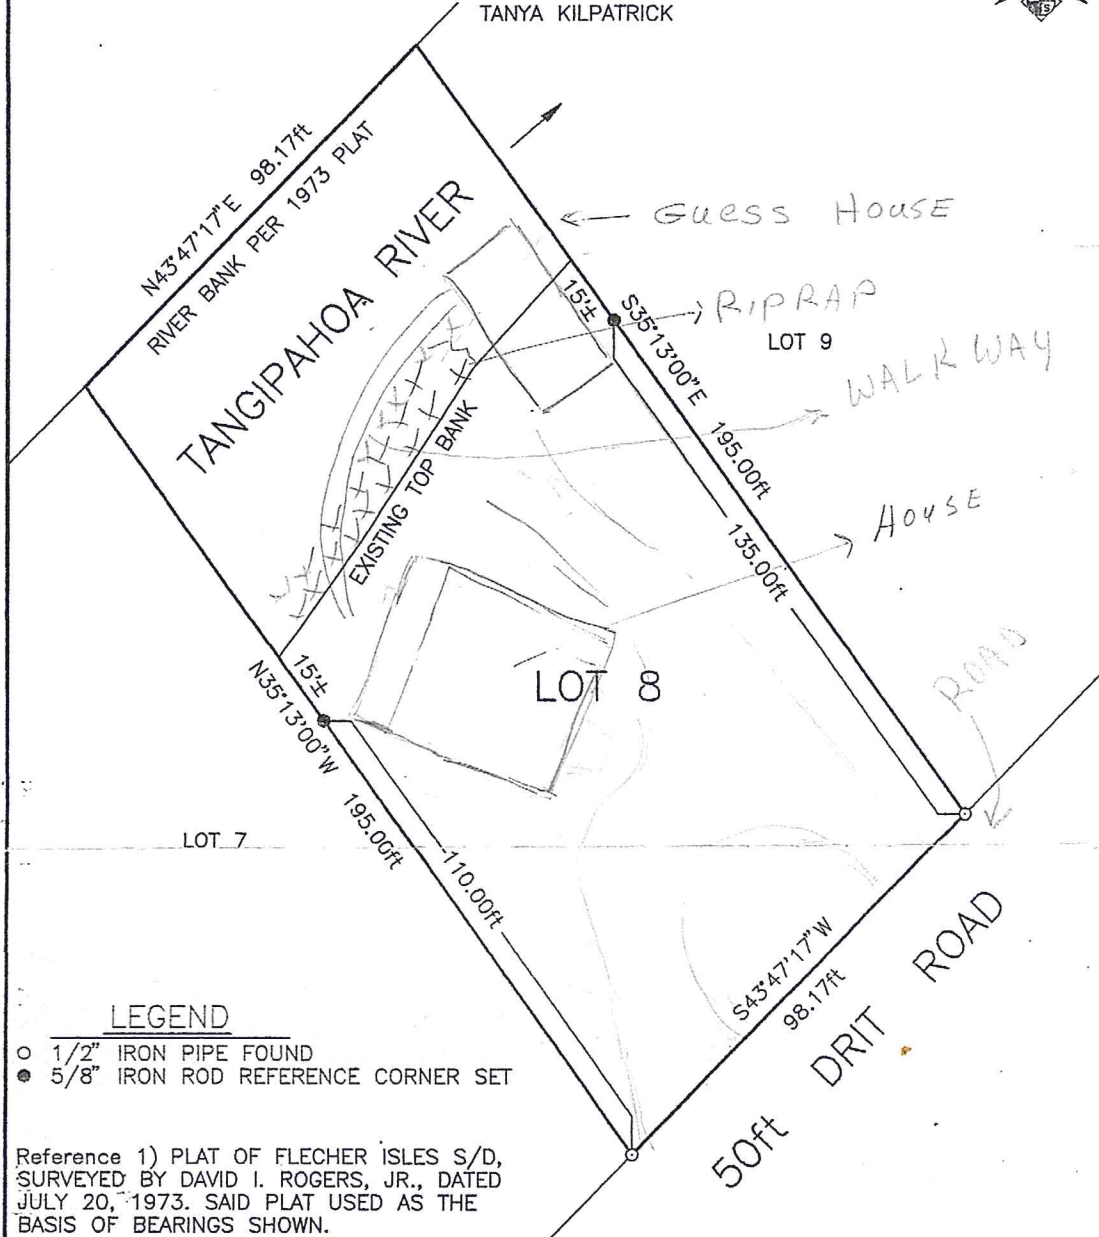 TANYA KILPATRICK
N43°47'17"E 98.17ft
RIVER BANK PER 1973 PLAT
TANGIPAHOA RIVER
GUESS HOUSE
15'±
S35°13'00"E
195.00ft
RIPRAP
LOT 9
WALKWAY
EXISTING TOP BANK
135.00ft
HOUSE
ROAD
LOT 8
15'±
N35°13'00"W
195.00ft
LOT 7
110.00ft
S43°47'17"W
98.17ft
50ft DRIT ROAD
LEGEND
1/2" IRON PIPE FOUND
5/8" IRON ROD REFERENCE CORNER SET
Reference 1) PLAT OF FLECHER ISLES S/D,
SURVEYED BY DAVID I. ROGERS, JR., DATED
JULY 20, 1973. SAID PLAT USED AS THE
BASIS OF BEARINGS SHOWN.